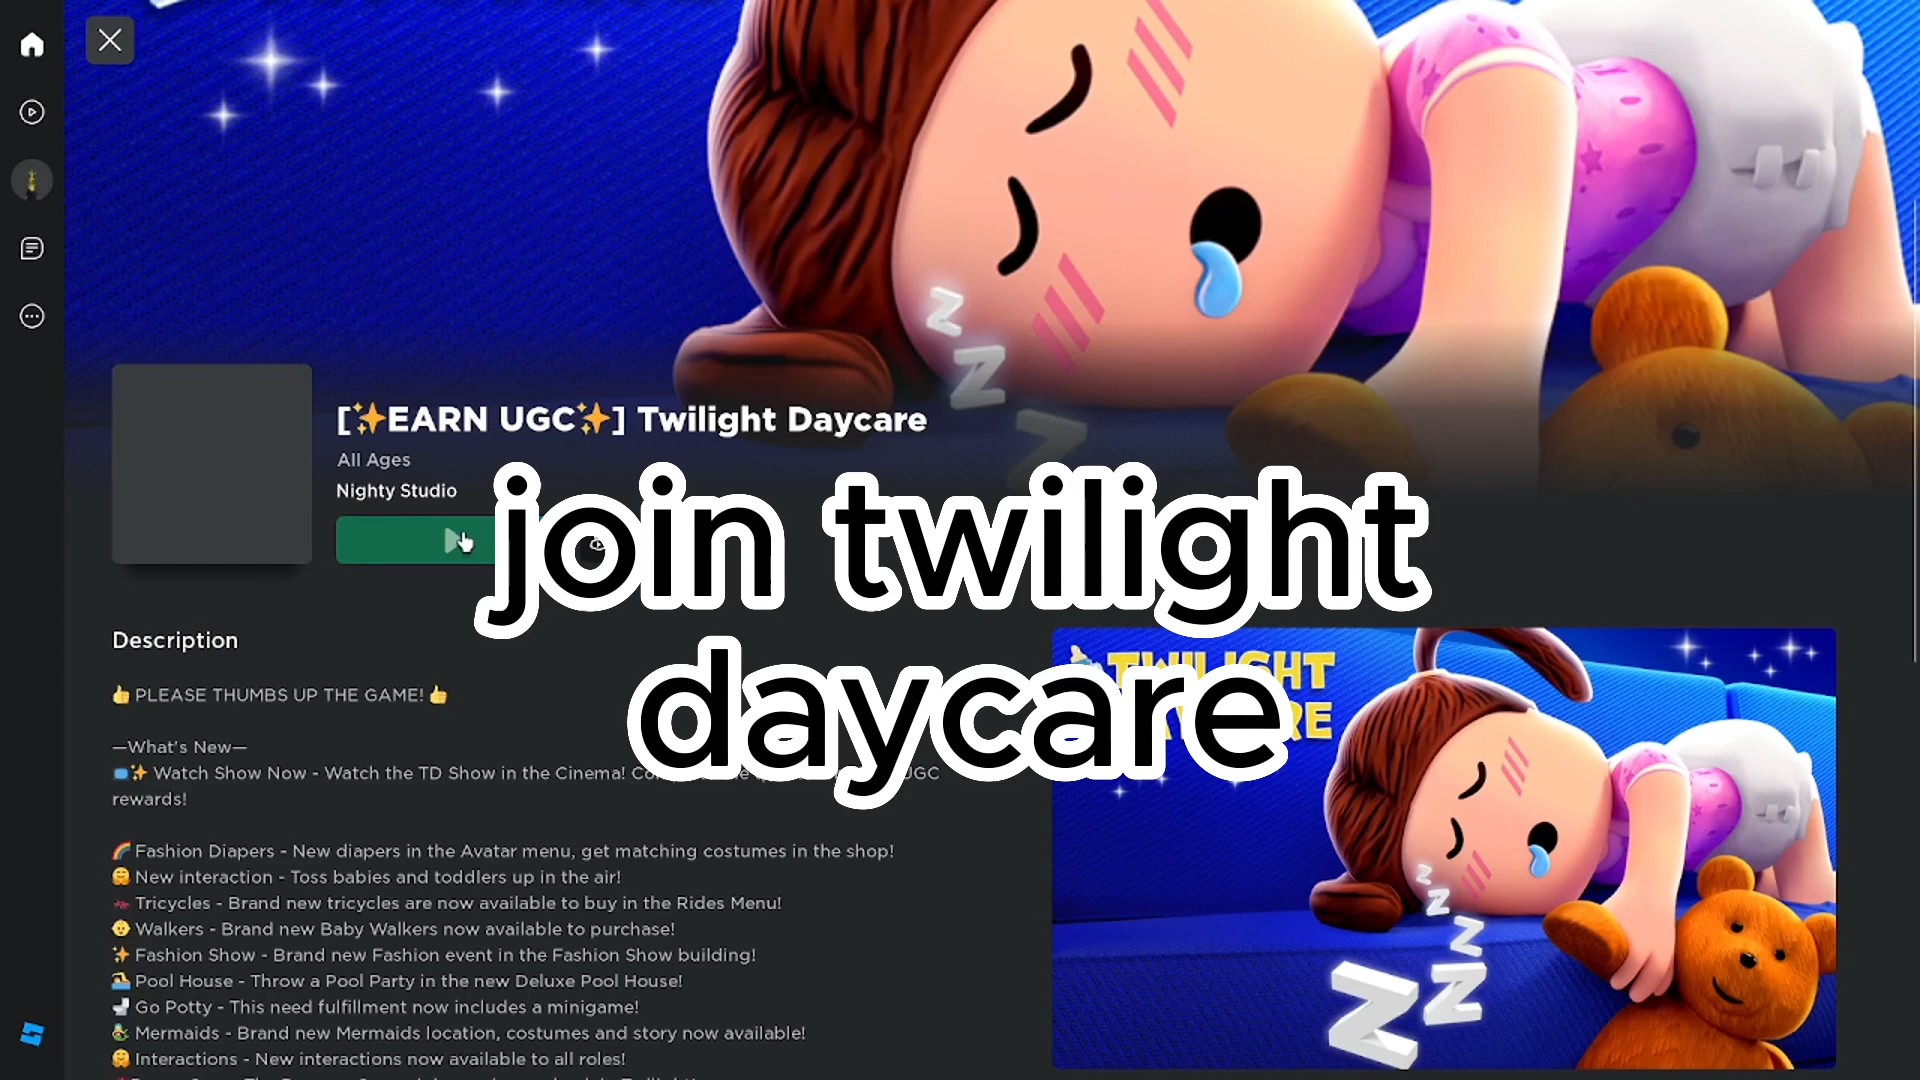 [✨EARN UGC✨] Twilight Daycare
All Ages
Nighty Studio
join twilight
daycare
Description
👍 PLEASE THUMBS UP THE GAME! 👍
—What's New—
✨ Watch Show Now - Watch the TD Show in the Cinema! UGC
rewards!
🌈 Fashion Diapers - New diapers in the Avatar menu, get matching costumes in the shop!
🤗 New interaction - Toss babies and toddlers up in the air!
Tricycles - Brand new tricycles are now available to buy in the Rides Menu!
👶 Walkers - Brand new Baby Walkers now available to purchase!
✨ Fashion Show - Brand new Fashion event in the Fashion Show building!
🏊 Pool House - Throw a Pool Party in the new Deluxe Pool House!
🚽 Go Potty - This need fulfillment now includes a minigame!
🧜 Mermaids - Brand new Mermaids location, costumes and story now available!
🤗 Interactions - New interactions now available to all roles!
z
z
z
TWILIGHT
z
z
z
z
z